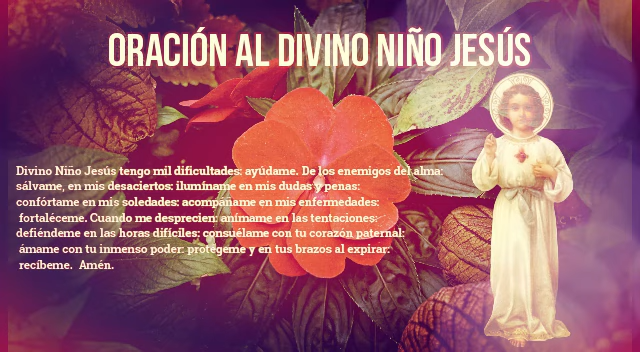 ORACIÓN AL DIVINO NIÑO JESÚS
Divino Niño Jesús tengo mil dificultades: ayúdame. De los enemigos del alma:
sálvame, en mis desaciertos: ilumíname en mis dudas y penas:
confórtame en mis soledades: acompáñame en mis enfermedades:
fortaléceme. Cuando me desprecien: anímame en las tentaciones:
defiéndeme en las horas difíciles: consuélame con tu corazón paternal:
ámame con tu inmenso poder: protégeme y en tus brazos al expirar:
recíbeme. Amén.